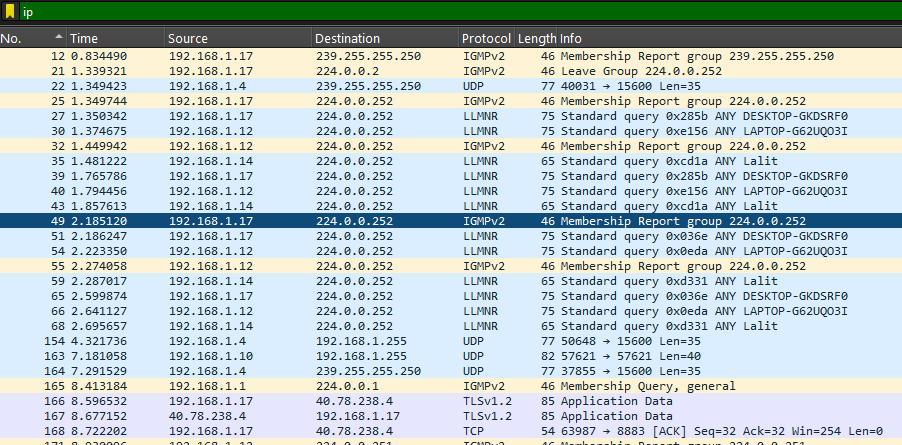 ip
No. Time Source Destination Protocol Length Info
12 0.834490 192.168.1.17 239.255.255.250 IGMPv2 46 Membership Report group 239.255.255.250
21 1.339321 192.168.1.17 224.0.0.2 IGMPv2 46 Leave Group 224.0.0.252
22 1.349423 192.168.1.4 239.255.255.250 UDP 77 40031 → 15600 Len=35
25 1.349744 192.168.1.17 224.0.0.252 IGMPv2 46 Membership Report group 224.0.0.252
27 1.350342 192.168.1.17 224.0.0.252 LLMNR 75 Standard query 0x285b ANY DESKTOP-GKDSRF0
30 1.374675 192.168.1.12 224.0.0.252 LLMNR 75 Standard query 0xe156 ANY LAPTOP-G62UQO3I
32 1.449942 192.168.1.12 224.0.0.252 IGMPv2 46 Membership Report group 224.0.0.252
35 1.481222 192.168.1.14 224.0.0.252 LLMNR 65 Standard query 0xcd1a ANY Lalit
39 1.765786 192.168.1.17 224.0.0.252 LLMNR 75 Standard query 0x285b ANY DESKTOP-GKDSRF0
40 1.794456 192.168.1.12 224.0.0.252 LLMNR 75 Standard query 0xe156 ANY LAPTOP-G62UQO3I
43 1.857613 192.168.1.14 224.0.0.252 LLMNR 65 Standard query 0xcd1a ANY Lalit
49 2.185120 192.168.1.17 224.0.0.252 IGMPv2 46 Membership Report group 224.0.0.252
51 2.186247 192.168.1.17 224.0.0.252 LLMNR 75 Standard query 0x036e ANY DESKTOP-GKDSRF0
54 2.223350 192.168.1.12 224.0.0.252 LLMNR 75 Standard query 0x0eda ANY LAPTOP-G62UQO3I
55 2.274058 192.168.1.12 224.0.0.252 IGMPv2 46 Membership Report group 224.0.0.252
59 2.287017 192.168.1.14 224.0.0.252 LLMNR 65 Standard query 0xd331 ANY Lalit
65 2.599874 192.168.1.17 224.0.0.252 LLMNR 75 Standard query 0x036e ANY DESKTOP-GKDSRF0
66 2.641127 192.168.1.12 224.0.0.252 LLMNR 75 Standard query 0x0eda ANY LAPTOP-G62UQO3I
68 2.695657 192.168.1.14 224.0.0.252 LLMNR 65 Standard query 0xd331 ANY Lalit
154 4.321736 192.168.1.4 192.168.1.255 UDP 77 50648 → 15600 Len=35
163 7.181058 192.168.1.10 192.168.1.255 UDP 82 57621 → 57621 Len=40
164 7.291529 192.168.1.4 239.255.255.250 UDP 77 37855 → 15600 Len=35
165 8.413184 192.168.1.1 224.0.0.1 IGMPv2 46 Membership Query, general
166 8.596532 192.168.1.17 40.78.238.4 TLSv1.2 85 Application Data
167 8.677152 40.78.238.4 192.168.1.17 TLSv1.2 85 Application Data
168 8.722202 192.168.1.17 40.78.238.4 TCP 54 63987 → 8883 [ACK] Seq=32 Ack=32 Win=254 Len=0